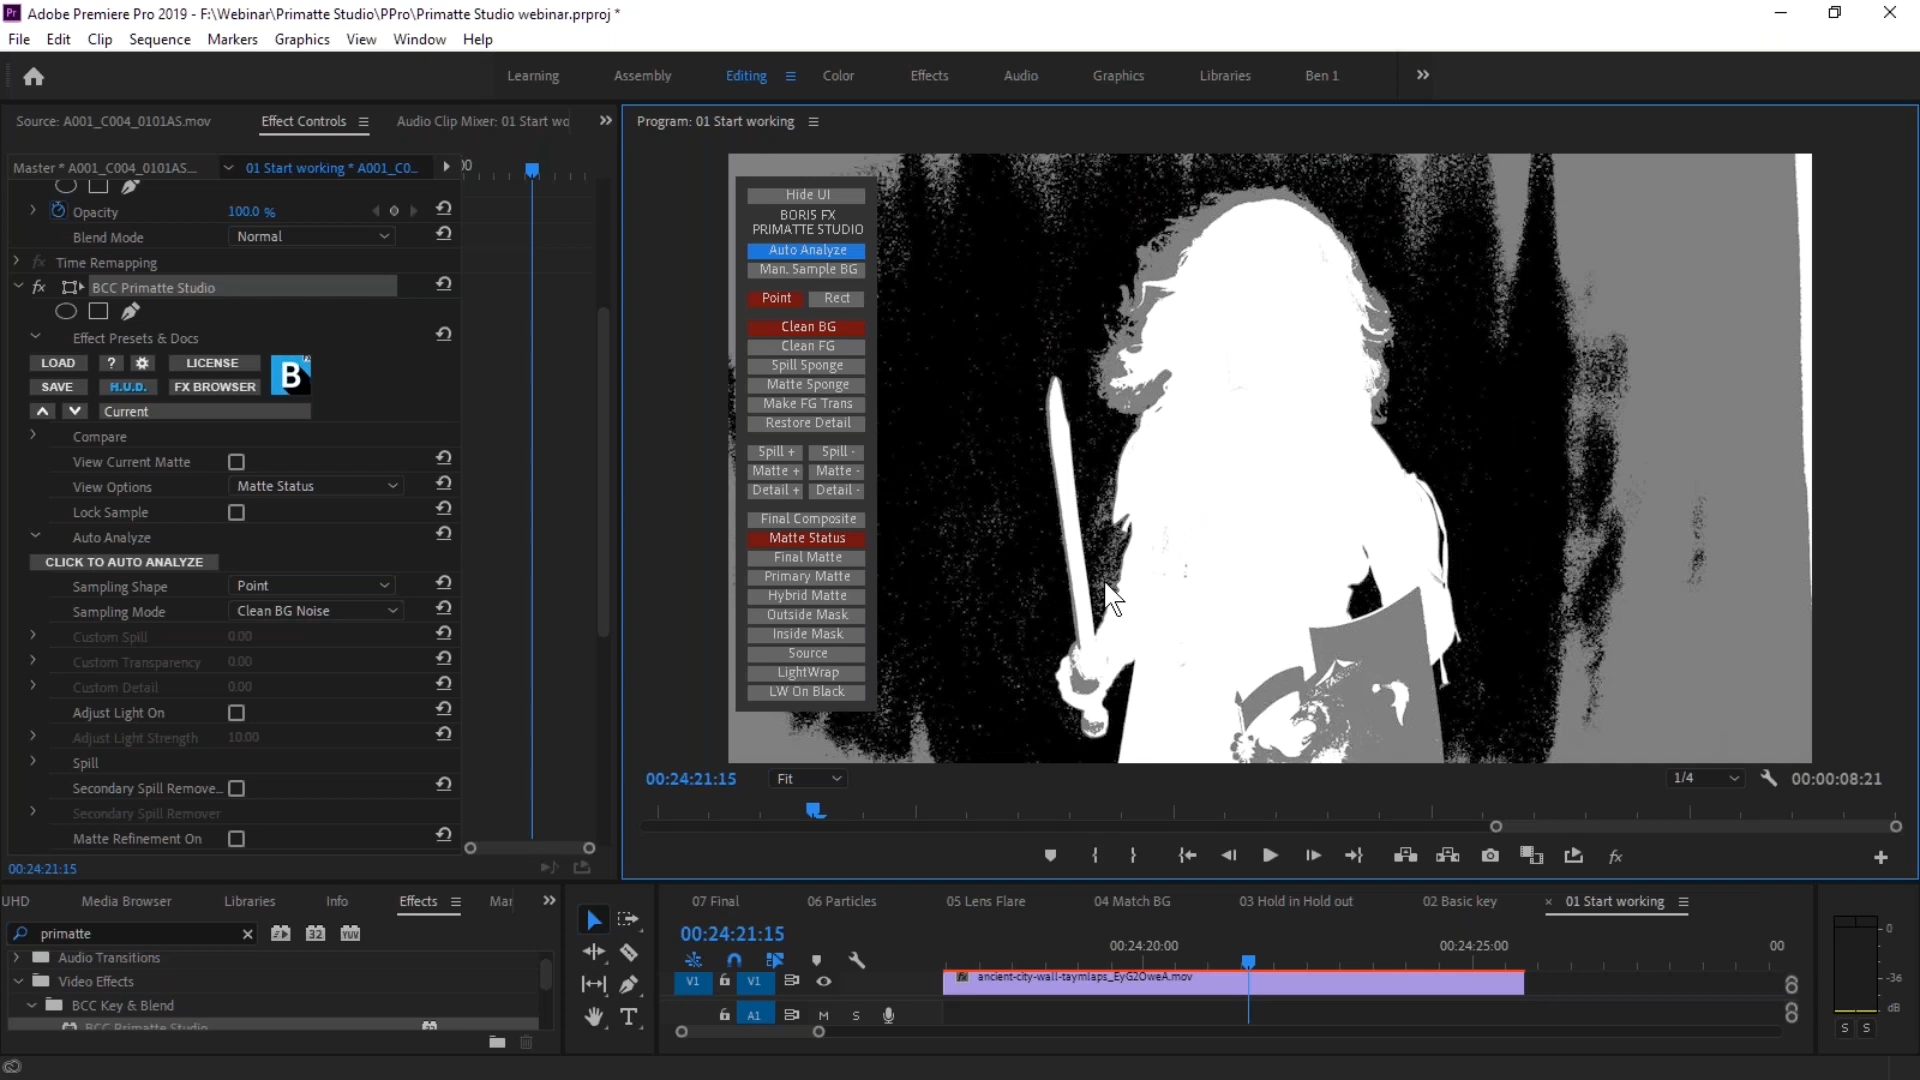 Adobe Premiere Pro 2019 - F:\Webinar\Primatte Studio\PPro\Primatte Studio webinar.prproj *
File Edit Clip Sequence Markers Graphics View Window Help
Learning Assembly Editing Color Effects Audio Graphics Libraries Ben 1
Source: A001_C004_0101AS.mov Effect Controls Audio Clip Mixer: 01 Start wo
Program: 01 Start working
Master * A001_C004_0101AS... 01 Start working * A001_C0...
Opacity 100.0 %
Blend Mode Normal
fx Time Remapping
fx BCC Primatte Studio
Effect Presets & Docs
LOAD ? LICENSE
SAVE H.U.D. FX BROWSER
B
Current
Compare
View Current Matte
View Options Matte Status
Lock Sample
Auto Analyze
CLICK TO AUTO ANALYZE
Sampling Shape Point
Sampling Mode Clean BG Noise
Custom Spill 0.00
Custom Transparency 0.00
Custom Detail 0.00
Adjust Light On
Adjust Light Strength 10.00
Spill
Secondary Spill Remove...
Secondary Spill Remover
Matte Refinement On
00:24:21:15
Hide UI
BORIS FX
PRIMATTE STUDIO
Auto Analyze
Man. Sample BG
Point Rect
Clean BG
Clean FG
Spill Sponge
Matte Sponge
Make FG Trans
Restore Detail
Spill + Spill -
Matte + Matte -
Detail + Detail -
Final Composite
Matte Status
Final Matte
Primary Matte
Hybrid Matte
Outside Mask
Inside Mask
Source
LightWrap
LW On Black
00:24:21:15 Fit 1/4 00:00:08:21
fx
UHD Media Browser Libraries Info Effects Mar
primatte 32 YUV
Audio Transitions
Video Effects
BCC Key & Blend
BCC Primatte Studio
07 Final 06 Particles 05 Lens Flare 04 Match BG 03 Hold in Hold out 02 Basic key × 01 Start working
00:24:21:15
00:24:20:00 00:24:25:00 00
V1 V1 fx ancient-city-wall-taymlaps_EyG2OweA.mov
A1 M S
0
-36
dB
S S